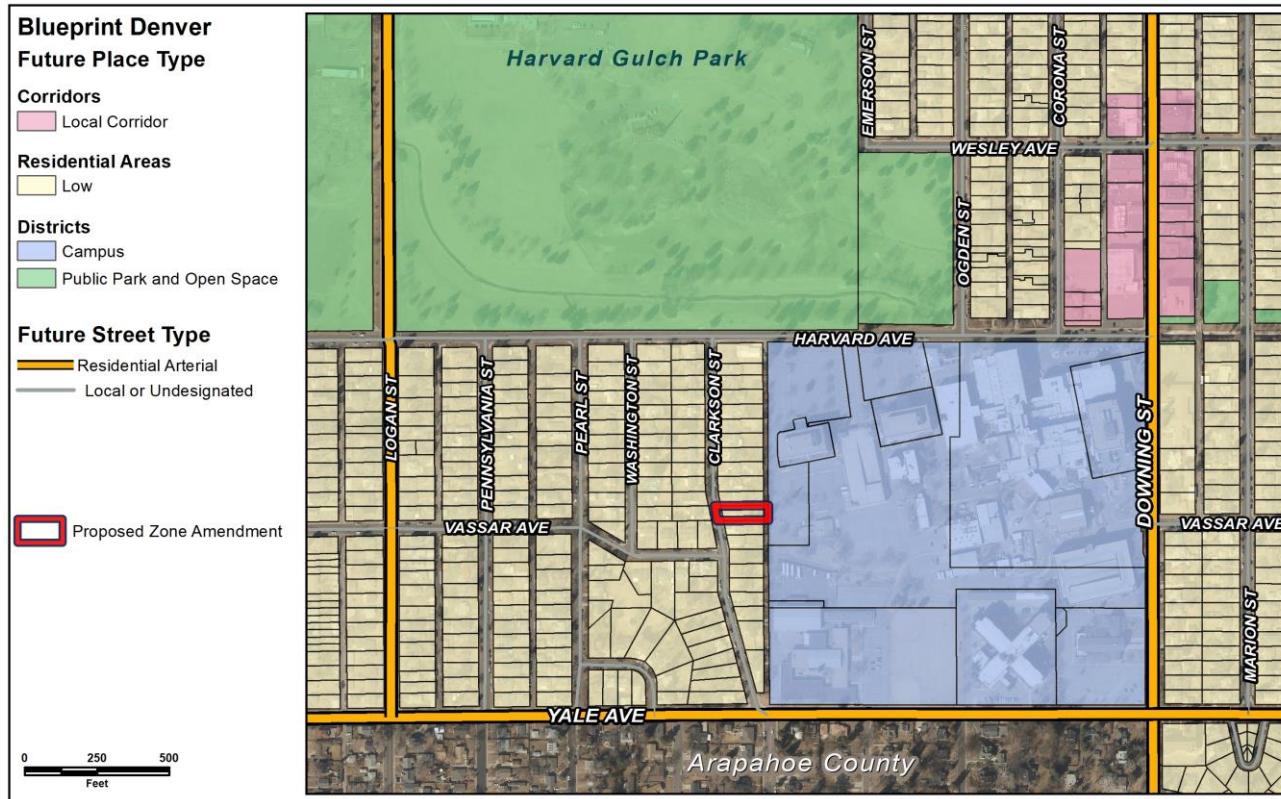 Blueprint Denver
Future Place Type
Corridors
Local Corridor
Residential Areas
Low
Districts
Campus
Public Park and Open Space
Future Street Type
Residential Arterial
Local or Undesignated
Proposed Zone Amendment
0 250 500
Feet
Harvard Gulch Park
EMERSON ST
CORONA ST
WESLEY AVE
OGDEN ST
HARVARD AVE
LOGAN ST
PENNSYLVANIA ST
PEARL ST
WASHINGTON ST
CLARKSON ST
DOWNING ST
VASSAR AVE
VASSAR AVE
MARION ST
YALE AVE
Arapahoe County